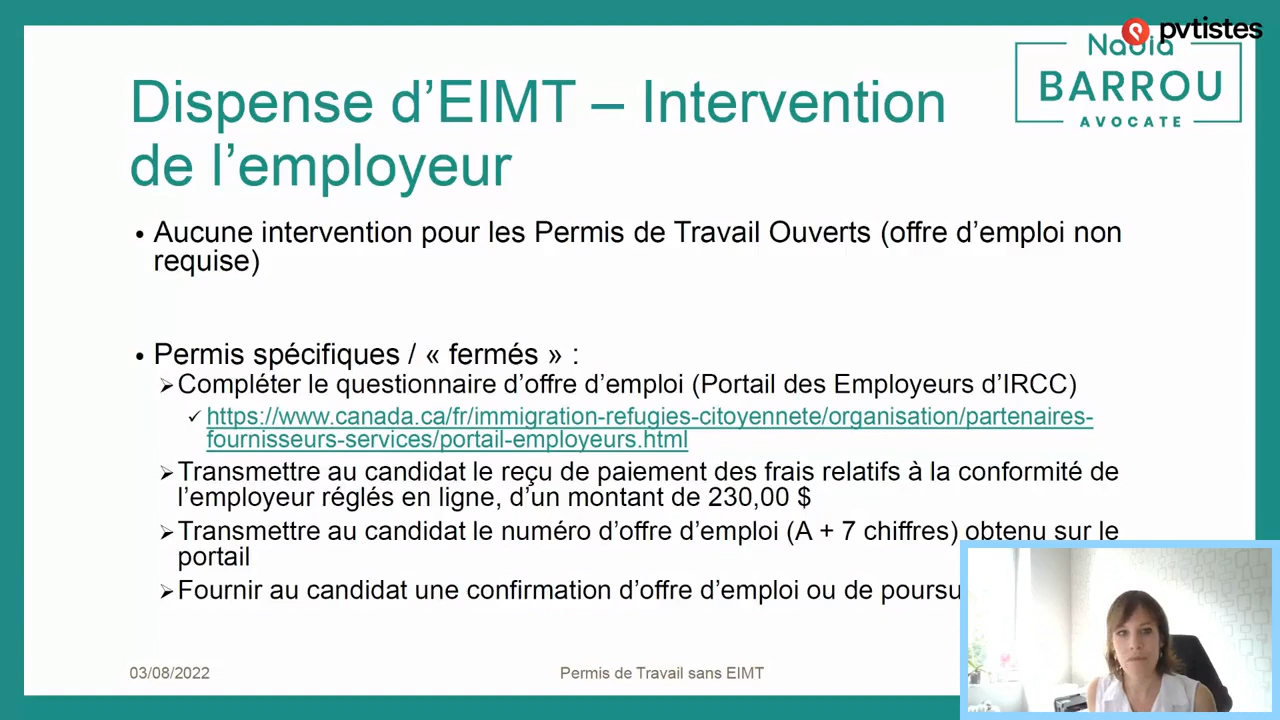 pvtistes
Nadia
BARROU
AVOCATE
Dispense d’EIMT – Intervention
de l’employeur
• Aucune intervention pour les Permis de Travail Ouverts (offre d’emploi non
requise)
• Permis spécifiques / « fermés » :
➢Compléter le questionnaire d’offre d’emploi (Portail des Employeurs d’IRCC)
✓ https://www.canada.ca/fr/immigration-refugies-citoyennete/organisation/partenaires-
fournisseurs-services/portail-employeurs.html
➢Transmettre au candidat le reçu de paiement des frais relatifs à la conformité de
l’employeur réglés en ligne, d’un montant de 230,00 $
➢Transmettre au candidat le numéro d’offre d’emploi (A + 7 chiffres) obtenu sur le
portail
➢Fournir au candidat une confirmation d’offre d’emploi ou de poursu
03/08/2022
Permis de Travail sans EIMT